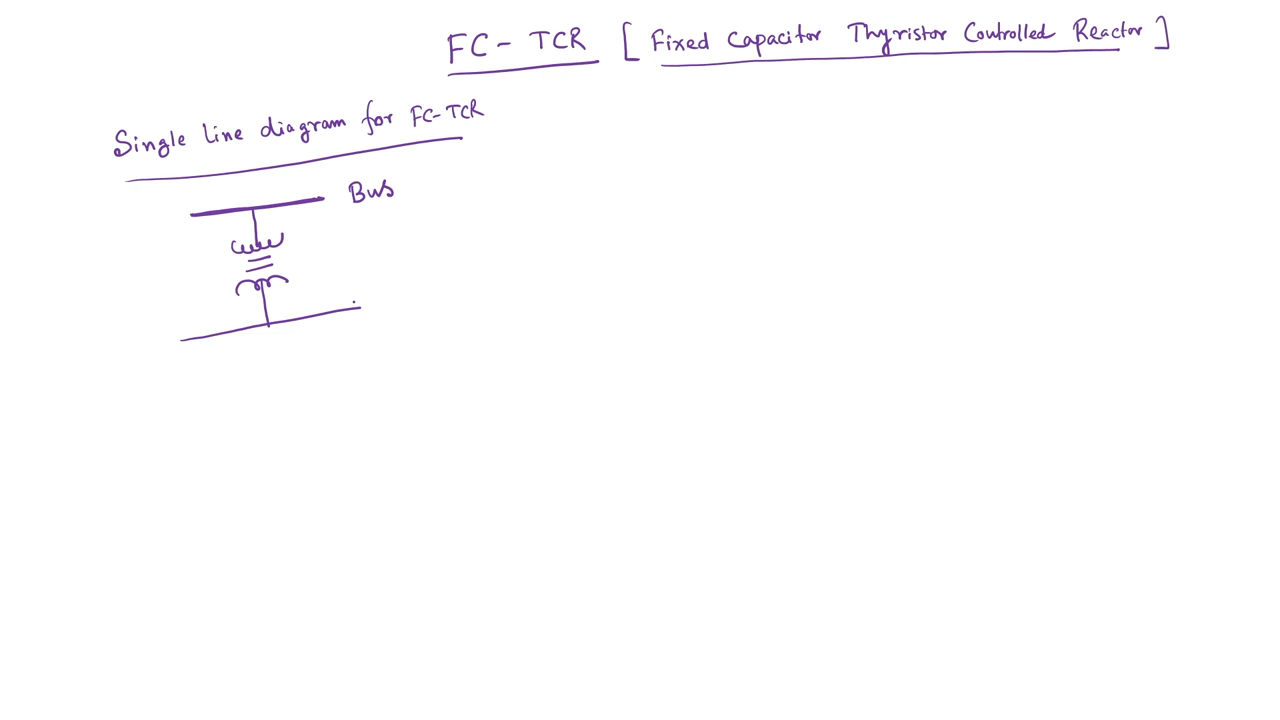 FC - TCR [Fixed Capacitor Thyristor Controlled Reactor]
Single line diagram for FC-TCR
Bus